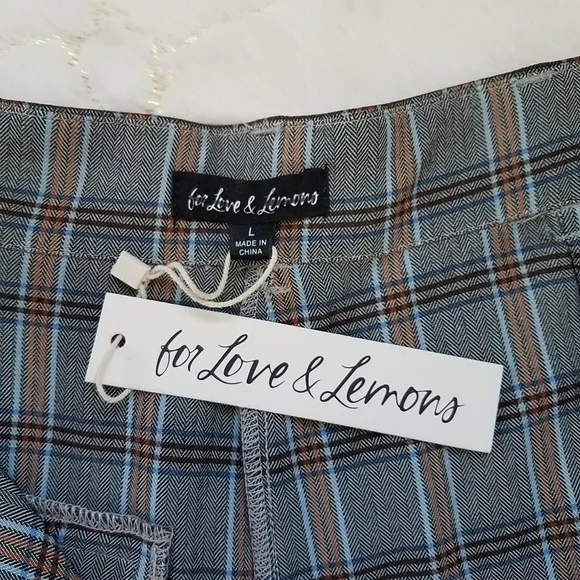 for Love & Lemons
L
MADE IN
CHINA
for Love & Lemons